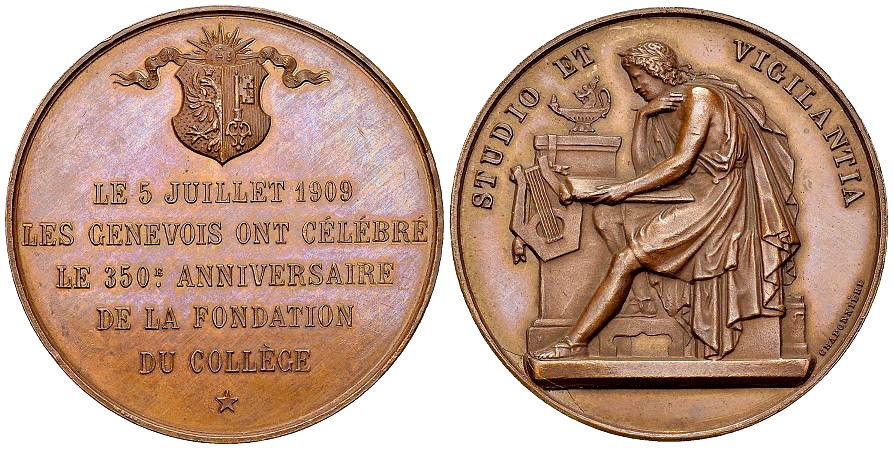 LE 5 JUILLET 1909
LES GENEVOIS ONT CÉLÉBRÉ
LE 350E. ANNIVERSAIRE
DE LA FONDATION
DU COLLÈGE
STUDIO ET VIGILANTIA
CHAPONNIÈRE